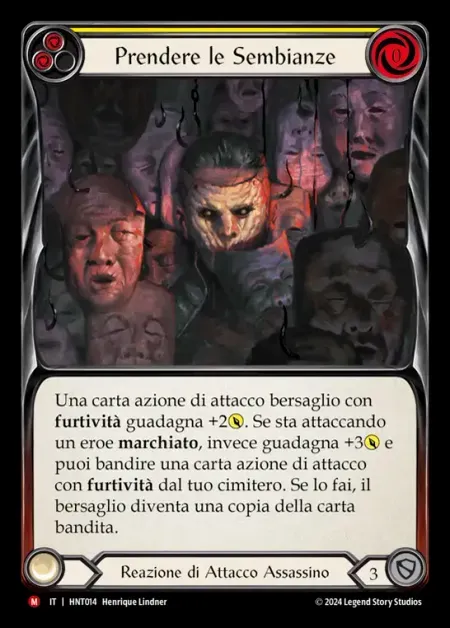 Prendere le Sembianze
0
Una carta azione di attacco bersaglio con
furtività guadagna +2. Se sta attaccando
un eroe marchiato, invece guadagna +3 e
puoi bandire una carta azione di attacco
con furtività dal tuo cimitero. Se lo fai, il
bersaglio diventa una copia della carta
bandita.
Reazione di Attacco Assassino
3
M IT | HNT014 Henrique Lindner
© 2024 Legend Story Studios